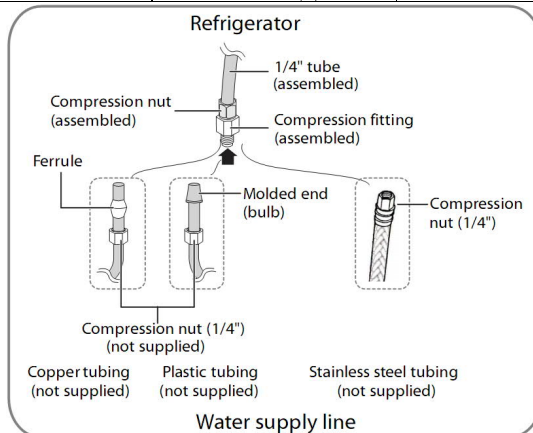 Refrigerator
1/4" tube
(assembled)
Compression nut
(assembled)
Compression fitting
(assembled)
Ferrule
Molded end
(bulb)
Compression
nut (1/4")
Compression nut (1/4")
(not supplied)
Copper tubing
(not supplied)
Plastic tubing
(not supplied)
Stainless steel tubing
(not supplied)
Water supply line